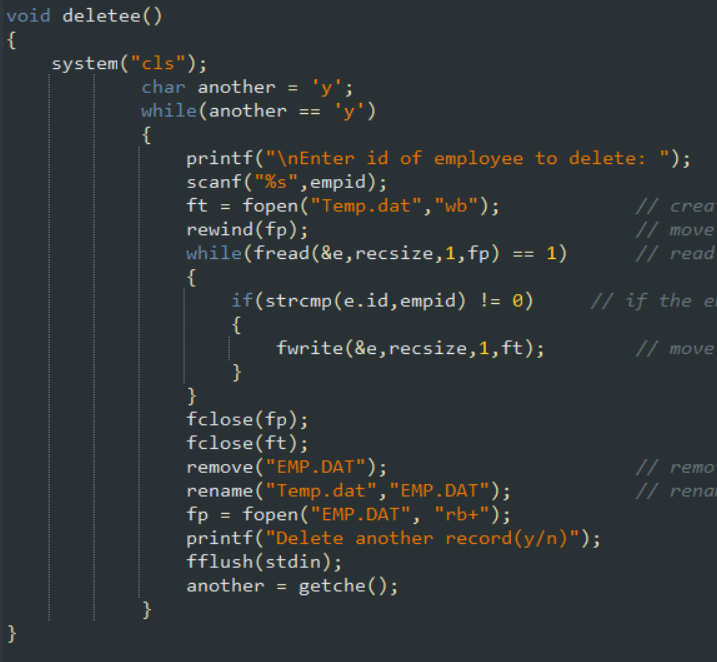 void deletee()
{
system("cls");
char another = 'y';
while(another == 'y')
{
printf("\nEnter id of employee to delete: ");
scanf("%s",empid);
ft = fopen("Temp.dat","wb"); //
rewind(fp); // move
while(fread(&e,recsize,1,fp) == 1) // read
{
if(strcmp(e.id,empid) != 0) // if the
{
fwrite(&e,recsize,1,ft); // move
}
}
fclose(fp);
fclose(ft);
remove("EMP.DAT"); //
rename("Temp.dat","EMP.DAT"); //
fp = fopen("EMP.DAT", "rb+");
printf("Delete another record(y/n)");
fflush(stdin);
another = getche();
}
}